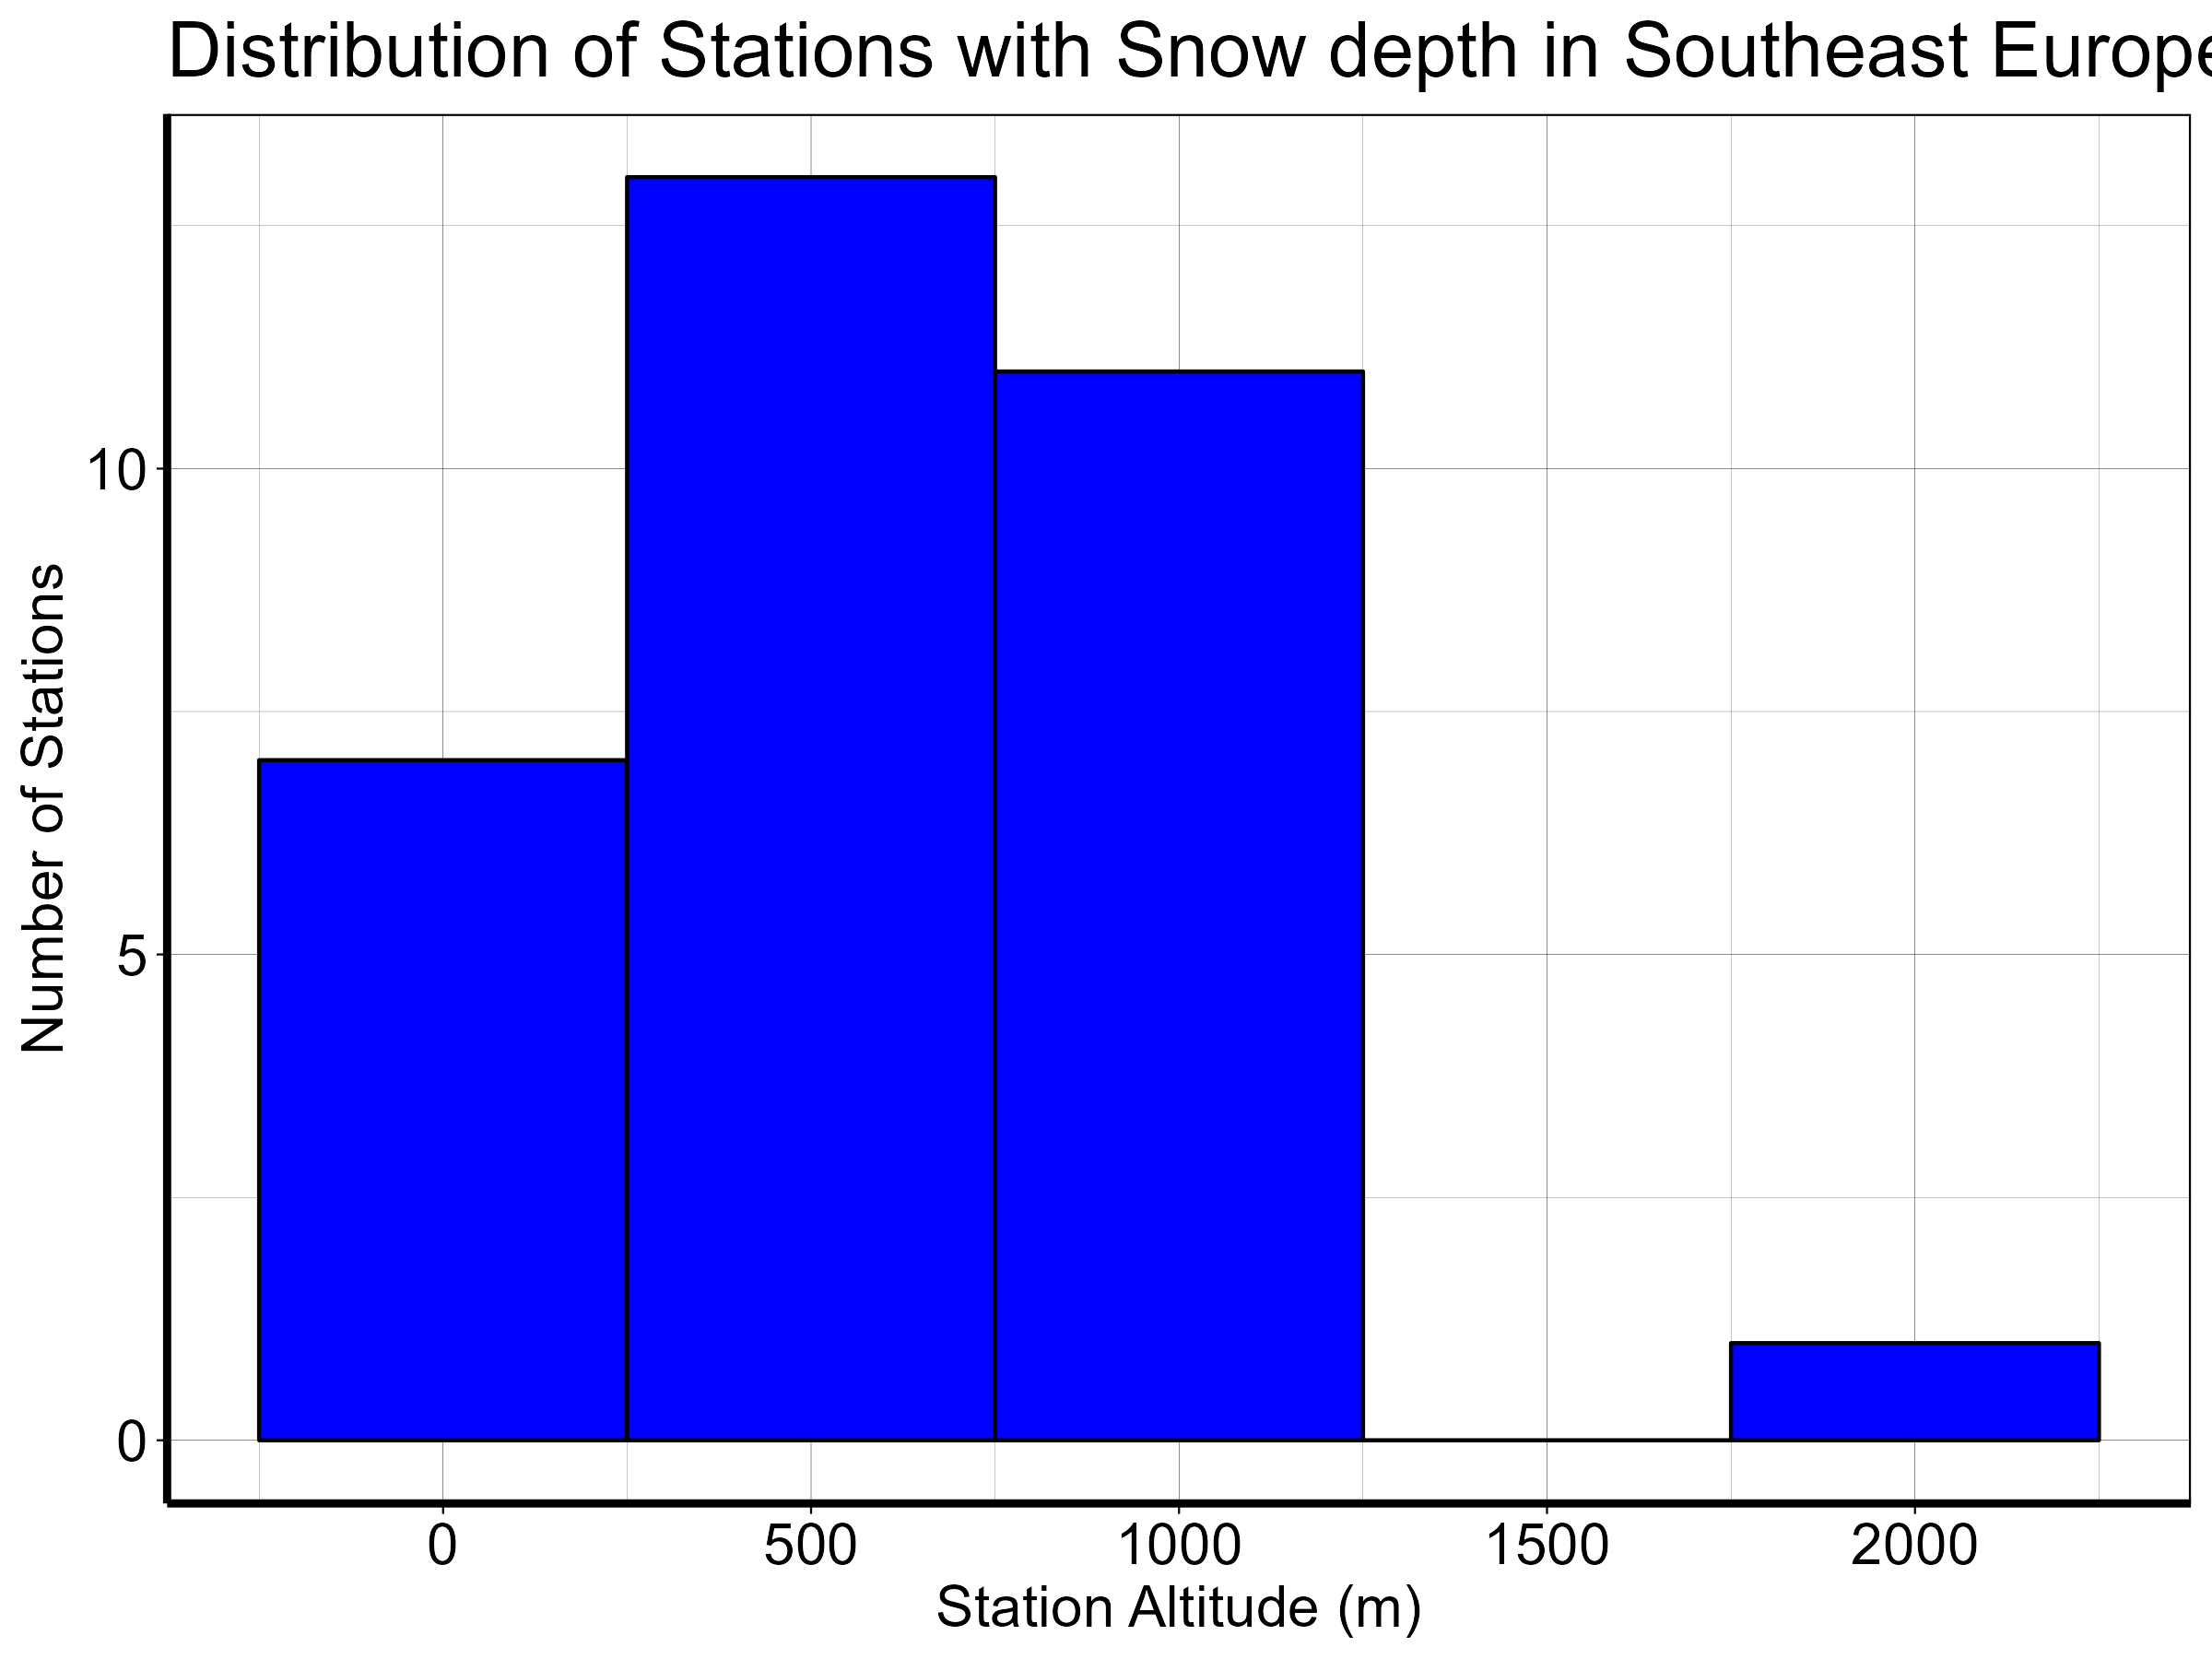 Distribution of Stations with Snow depth in Southeast Europe
10
5
0
Number of Stations
0 500 1000 1500 2000
Station Altitude (m)